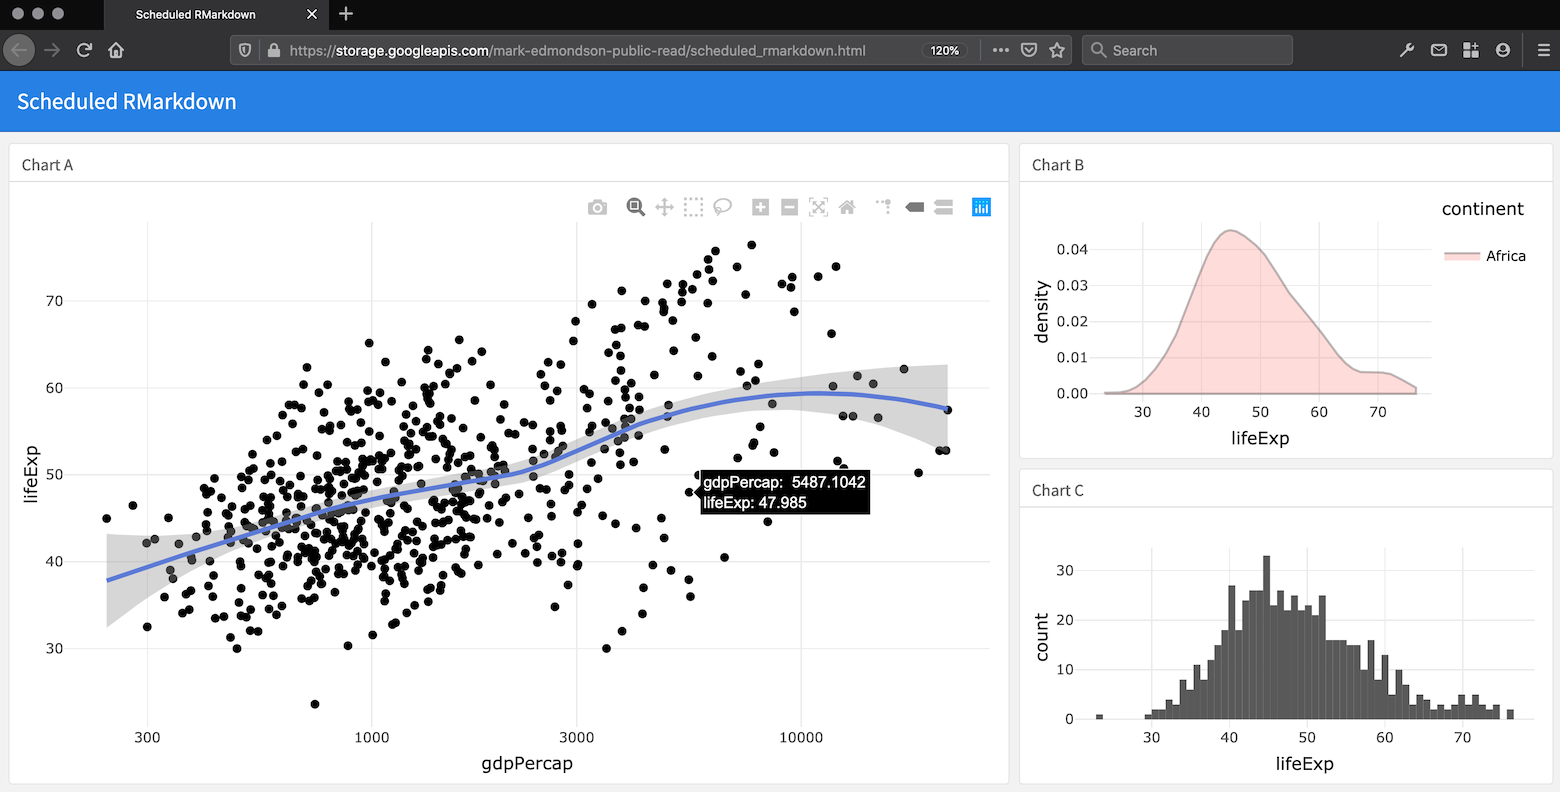 Scheduled RMarkdown
https://storage.googleapis.com/mark-edmondson-public-read/scheduled_rmarkdown.html
120%
Search
Scheduled RMarkdown
Chart A
70
60
50
40
30
lifeExp
gdpPercap: 5487.1042
lifeExp: 47.985
300
1000
3000
10000
gdpPercap
Chart B
continent
Africa
0.04
0.03
0.02
0.01
0.00
density
30
40
50
60
70
lifeExp
Chart C
30
20
10
0
count
30
40
50
60
70
lifeExp